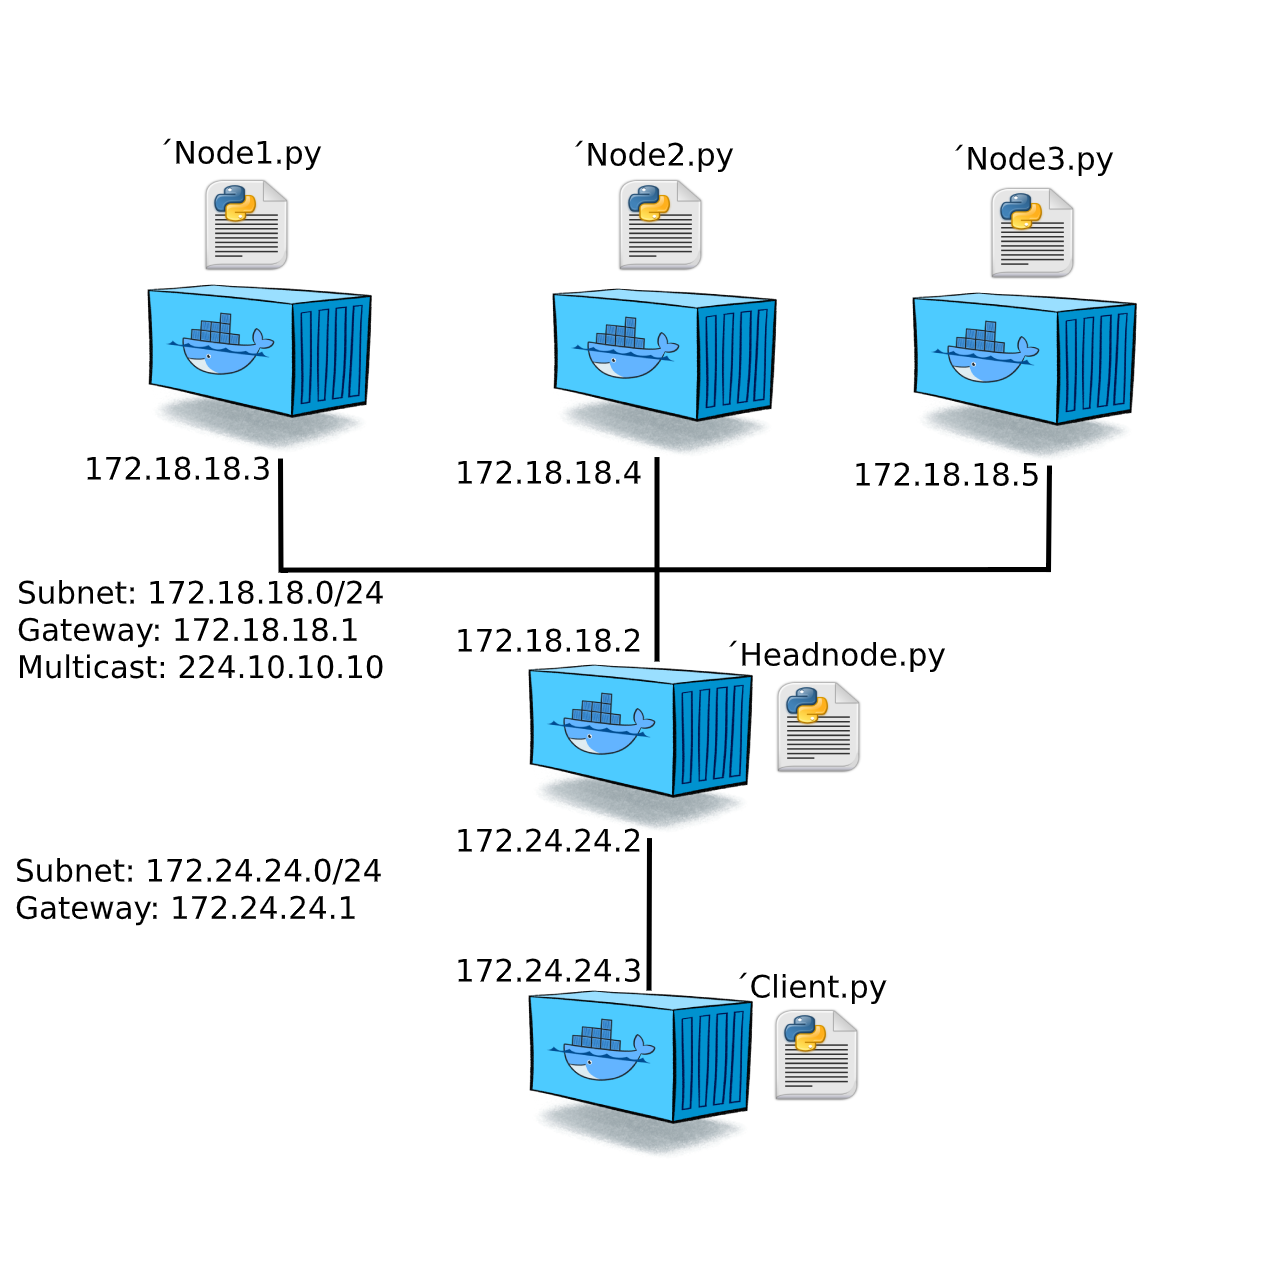 ´Node1.py
´Node2.py
´Node3.py
172.18.18.3
172.18.18.4
172.18.18.5
Subnet: 172.18.18.0/24
Gateway: 172.18.18.1
Multicast: 224.10.10.10
172.18.18.2
´Headnode.py
172.24.24.2
Subnet: 172.24.24.0/24
Gateway: 172.24.24.1
172.24.24.3
´Client.py